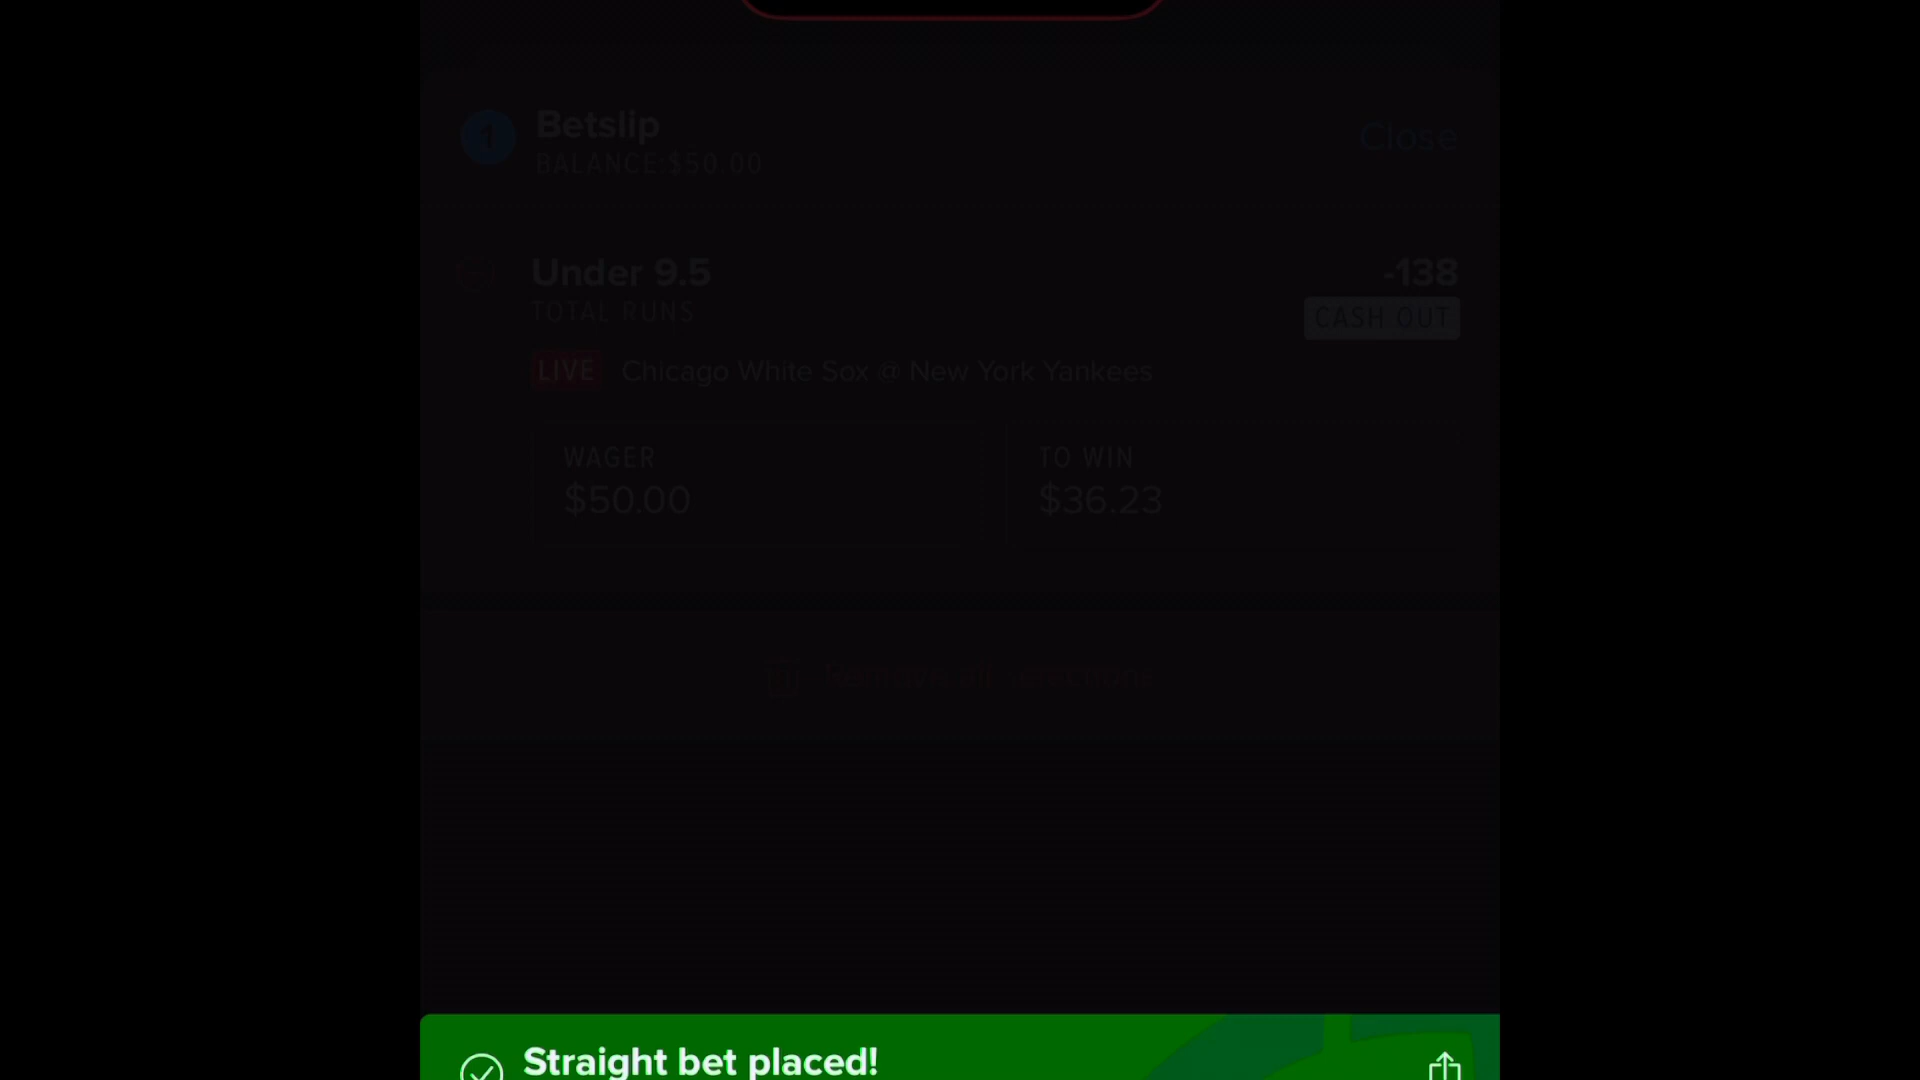 1
Betslip
Close
BALANCE:$50.00
Under 9.5
-138
TOTAL RUNS
CASH OUT
LIVE
Chicago White Sox @ New York Yankees
WAGER
$50.00
TO WIN
$36.23
Remove all selections
Straight bet placed!